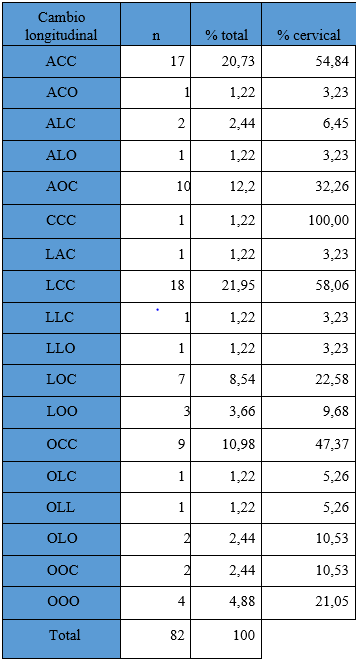 Cambio longitudinal n % total % cervical
ACC 17 20,73 54,84
ACO 1 1,22 3,23
ALC 2 2,44 6,45
ALO 1 1,22 3,23
AOC 10 12,2 32,26
CCC 1 1,22 100,00
LAC 1 1,22 3,23
LCC 18 21,95 58,06
LLC 1 1,22 3,23
LLO 1 1,22 3,23
LOC 7 8,54 22,58
LOO 3 3,66 9,68
OCC 9 10,98 47,37
OLC 1 1,22 5,26
OLL 1 1,22 5,26
OLO 2 2,44 10,53
OOC 2 2,44 10,53
OOO 4 4,88 21,05
Total 82 100